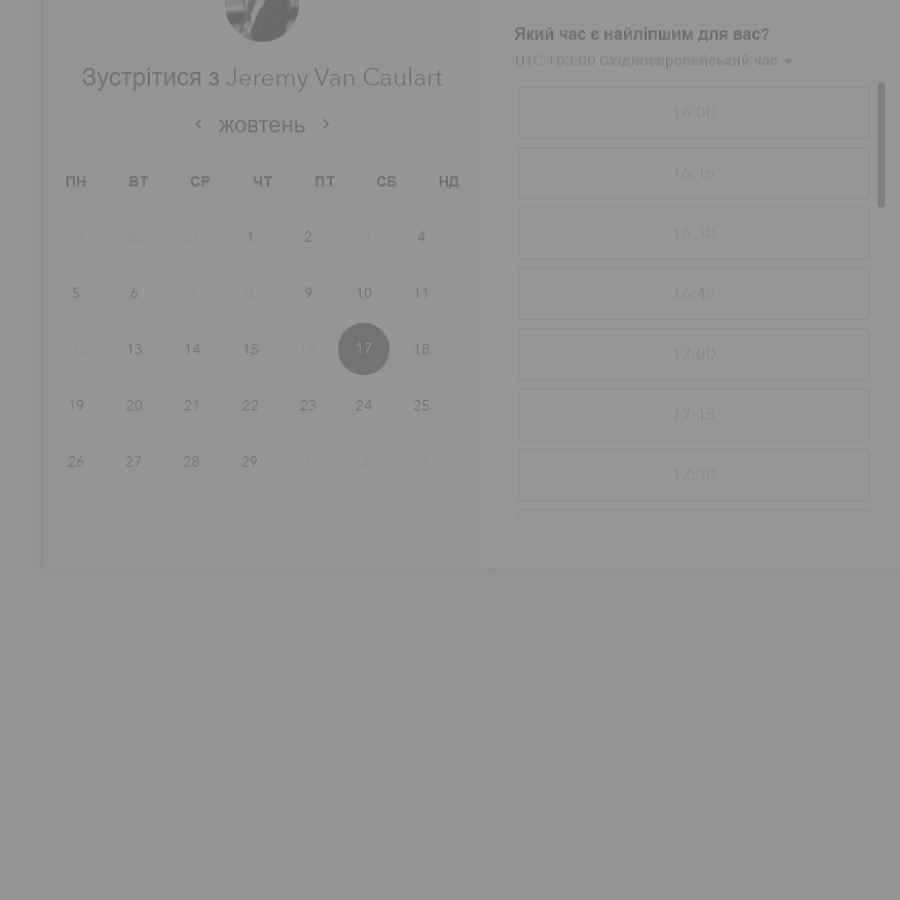 Зустрітися з Jeremy Van Caulart
жовтень
ПН ВТ СР ЧТ ПТ СБ НД
29 30 31 1 2 3 4
5 6 7 8 9 10 11
12 13 14 15 16 17 18
19 20 21 22 23 24 25
26 27 28 29 1 2 3
Який час є найліпшим для вас?
UTC +03:00 Східноєвропейський час
16:00
16:15
16:30
16:45
17:00
17:15
17:30